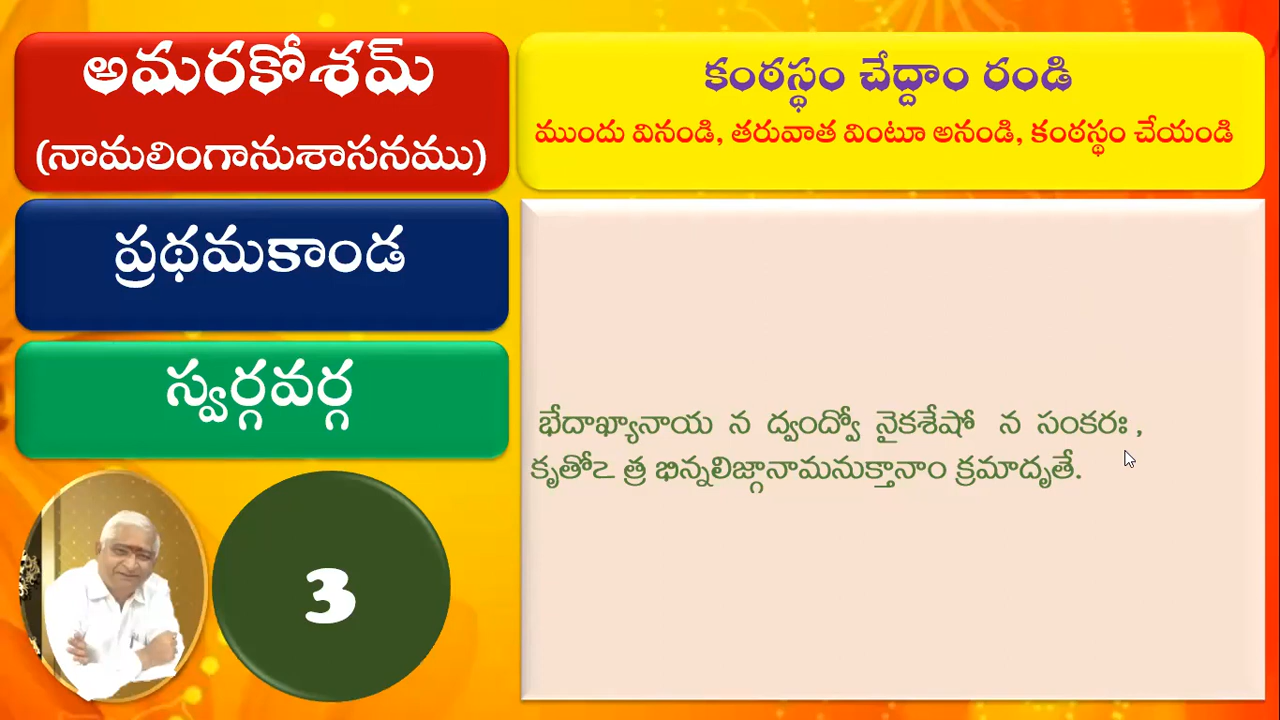 అమరకోశమ్
(నామలింగానుశాసనము)
ప్రథమకాండ
స్వర్గవర్గ
3
కంఠస్థం చేద్దాం రండి
ముందు వినండి, తరువాత వింటూ అనండి, కంఠస్థం చేయండి
భేదాఖ్యానాయ న ద్వంద్వో నైకశేషో న సంకరః ,
కృతోఽ త్ర భిన్నలిఙ్గానామనుక్తానాం క్రమాదృతే.